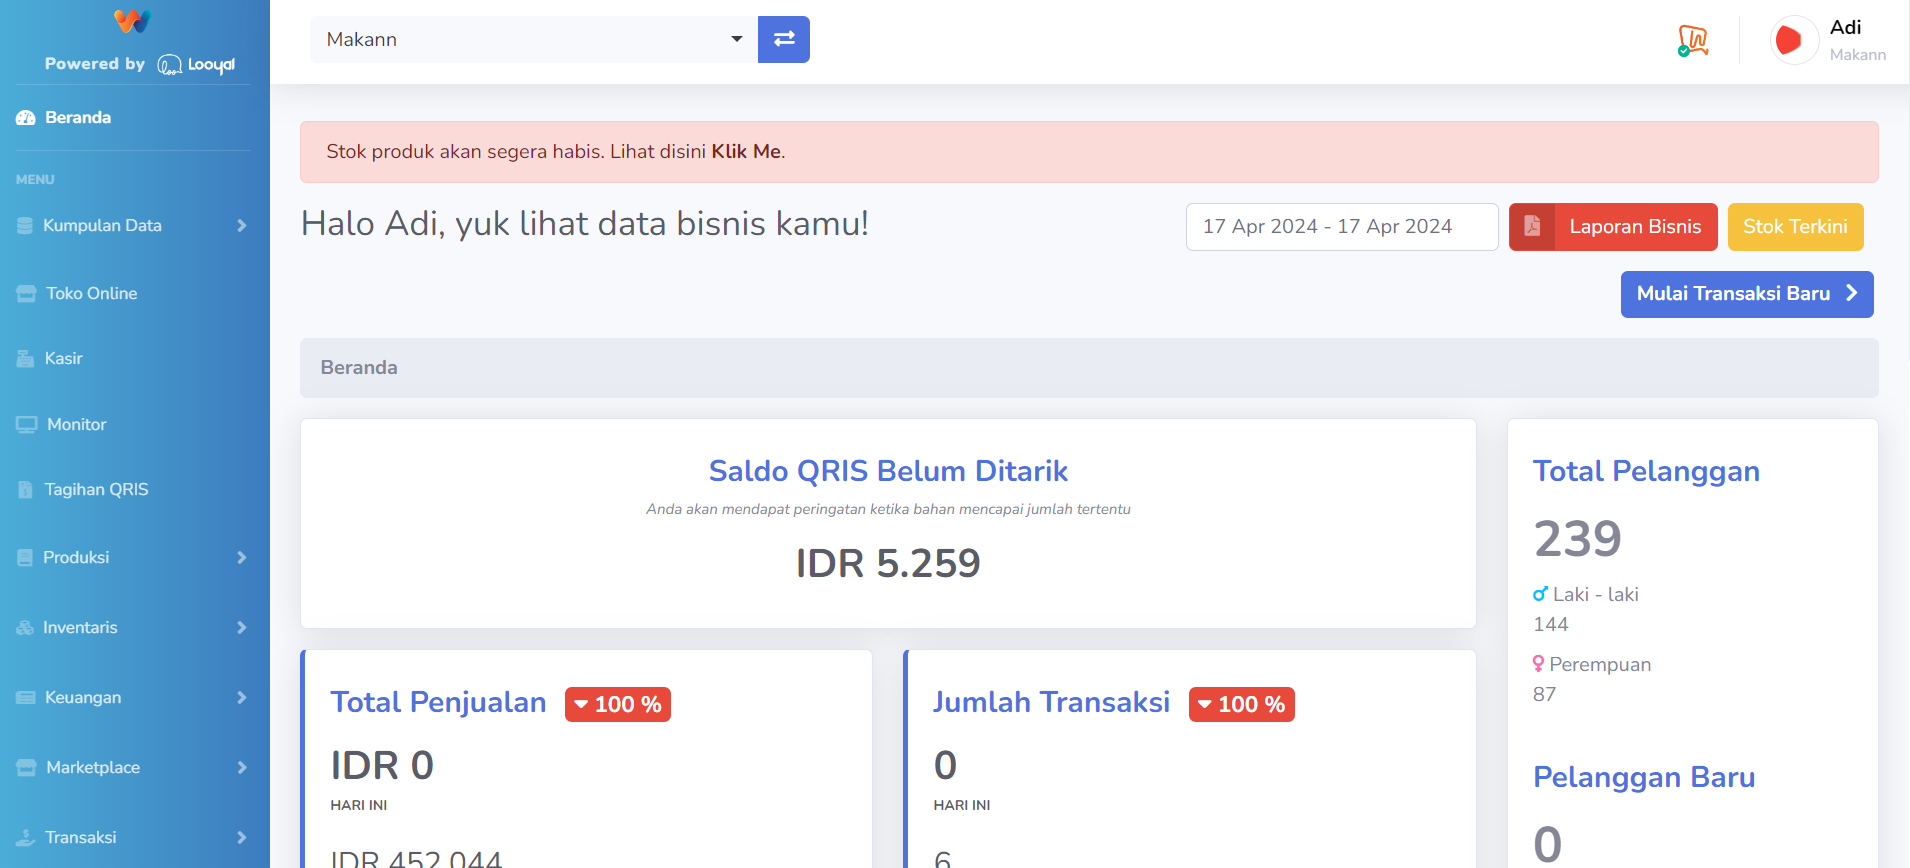 Powered by Looyal
Beranda
MENU
Kumpulan Data
Toko Online
Kasir
Monitor
Tagihan QRIS
Produksi
Inventaris
Keuangan
Marketplace
Transaksi
Makann
Adi
Makann
Stok produk akan segera habis. Lihat disini Klik Me.
Halo Adi, yuk lihat data bisnis kamu!
17 Apr 2024 - 17 Apr 2024
Laporan Bisnis
Stok Terkini
Mulai Transaksi Baru
Beranda
Saldo QRIS Belum Ditarik
Anda akan mendapat peringatan ketika bahan mencapai jumlah tertentu
IDR 5.259
Total Penjualan 100 %
IDR 0
HARI INI
IDR 452.044
Jumlah Transaksi 100 %
0
HARI INI
6
Total Pelanggan
239
Laki - laki
144
Perempuan
87
Pelanggan Baru
0